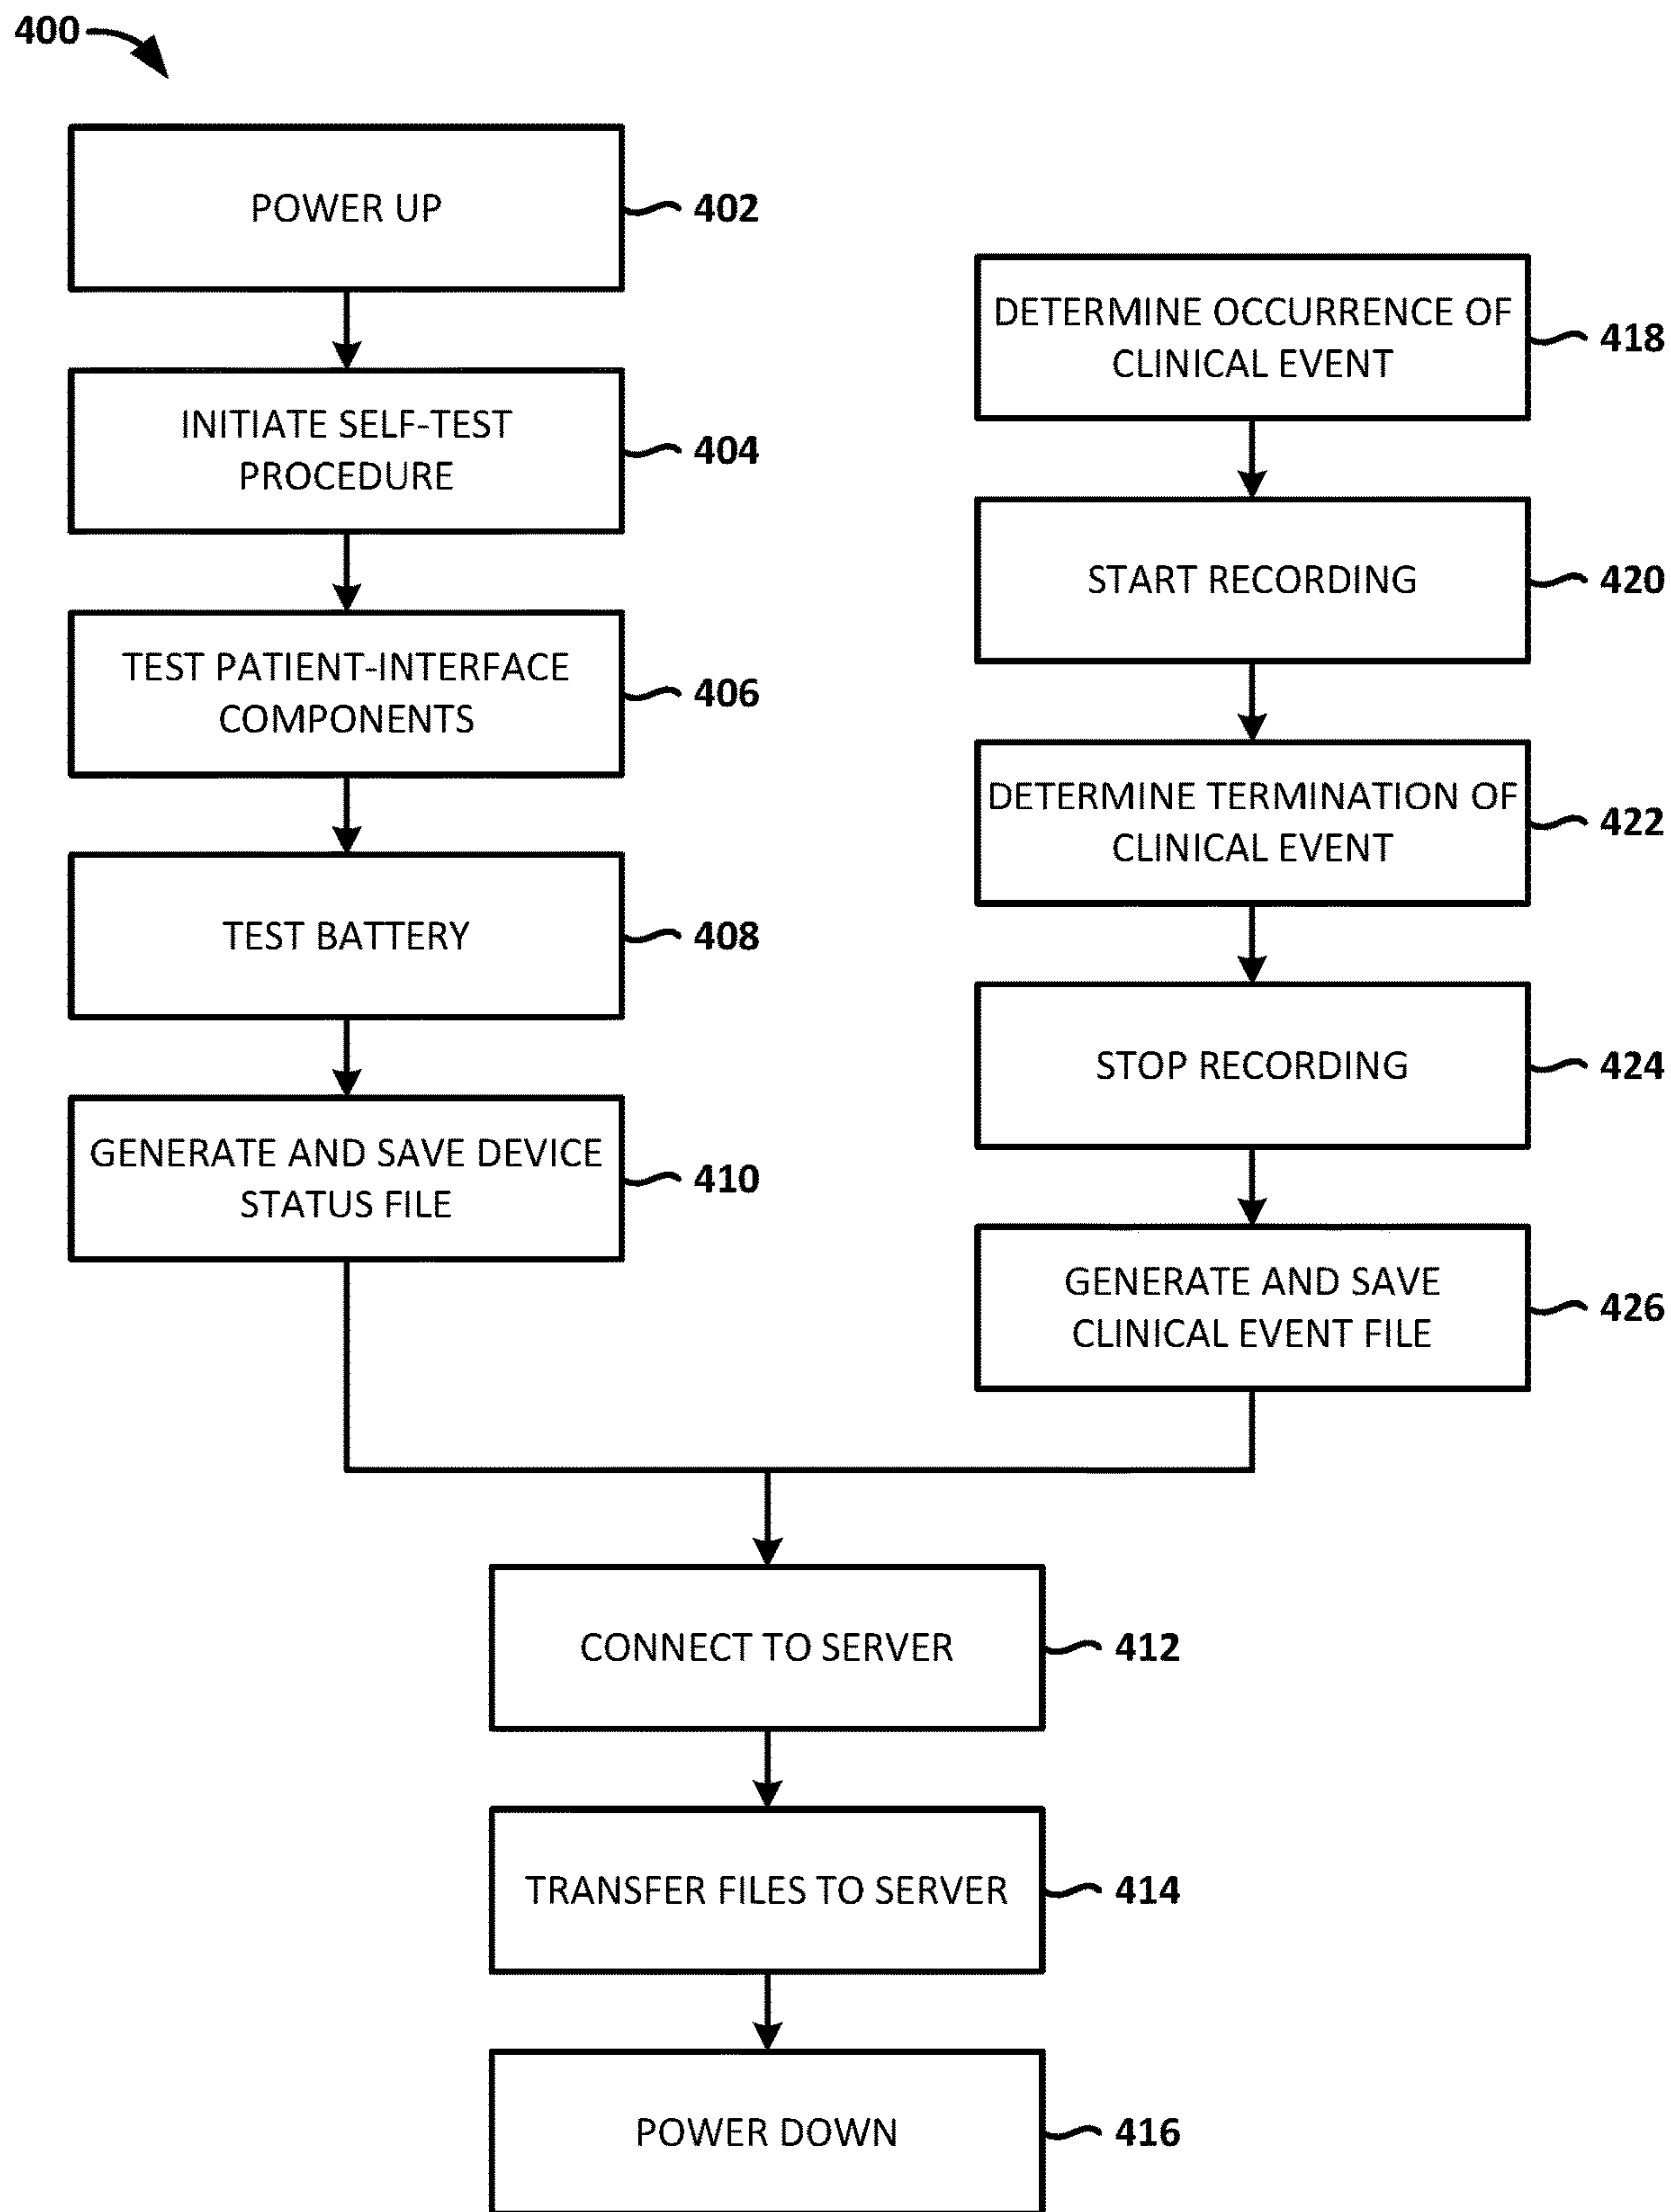 400
POWER UP
402
INITIATE SELF-TEST
PROCEDURE
404
TEST PATIENT-INTERFACE
COMPONENTS
406
TEST BATTERY
408
GENERATE AND SAVE DEVICE
STATUS FILE
410
DETERMINE OCCURRENCE OF
CLINICAL EVENT
418
START RECORDING
420
DETERMINE TERMINATION OF
CLINICAL EVENT
422
STOP RECORDING
424
GENERATE AND SAVE
CLINICAL EVENT FILE
426
CONNECT TO SERVER
412
TRANSFER FILES TO SERVER
414
POWER DOWN
416